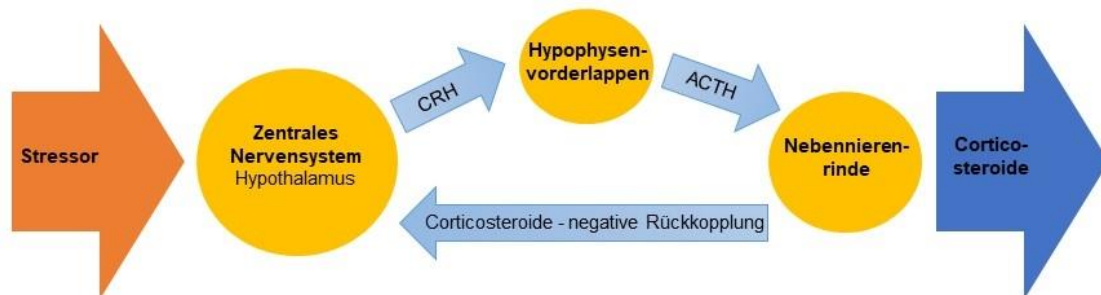 Stressor
Zentrales
Nervensystem
Hypothalamus
CRH
Hypophysen-
vorderlappen
ACTH
Nebennieren-
rinde
Cortico-
steroide
Corticosteroide - negative Rückkopplung